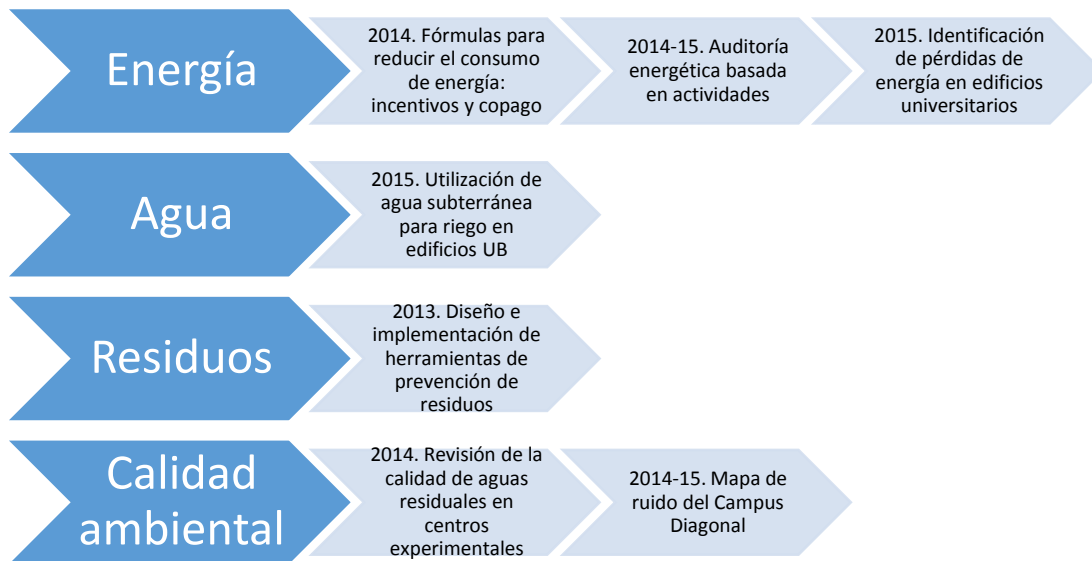 Energía
2014. Fórmulas para
reducir el consumo
de energía:
incentivos y copago
2014-15. Auditoría
energética basada
en actividades
2015. Identificación
de pérdidas de
energía en edificios
universitarios
Agua
2015. Utilización de
agua subterránea
para riego en
edificios UB
Residuos
2013. Diseño e
implementación de
herramientas de
prevención de
residuos
Calidad
ambiental
2014. Revisión de la
calidad de aguas
residuales en
centros
experimentales
2014-15. Mapa de
ruido del Campus
Diagonal